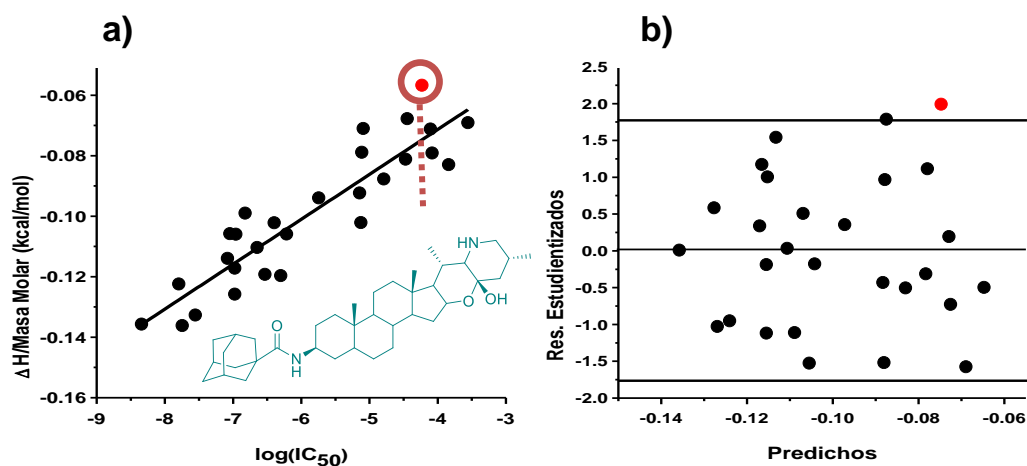 a)
ΔH/Masa Molar (kcal/mol)
-0.06
-0.08
-0.10
-0.12
-0.14
-0.16
-9
-8
-7
-6
-5
-4
-3
log(IC50)
HN
OH
O
O
N
H
b)
Res. Estudientizados
2.5
2.0
1.5
1.0
0.5
0.0
-0.5
-1.0
-1.5
-2.0
-0.14
-0.12
-0.10
-0.08
-0.06
Predichos